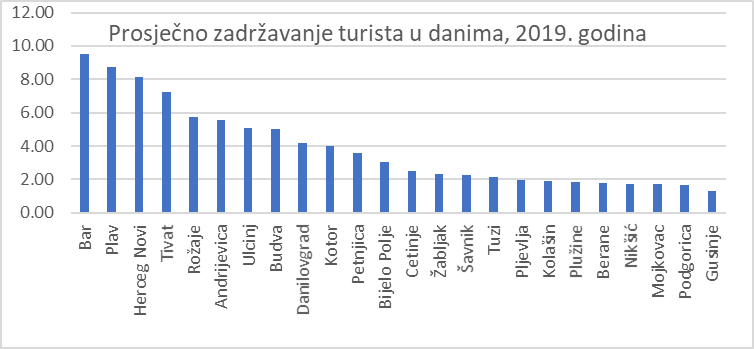 Prosječno zadržavanje turista u danima, 2019. godina
12.00
10.00
8.00
6.00
4.00
2.00
0.00
Bar
Plav
Herceg Novi
Tivat
Rožaje
Andrijevica
Ulcinj
Budva
Danilovgrad
Kotor
Petnjica
Bijelo Polje
Cetinje
Žabljak
Šavnik
Tuzi
Pljevlja
Kolašin
Plužine
Berane
Nikšić
Mojkovac
Podgorica
Gusinje